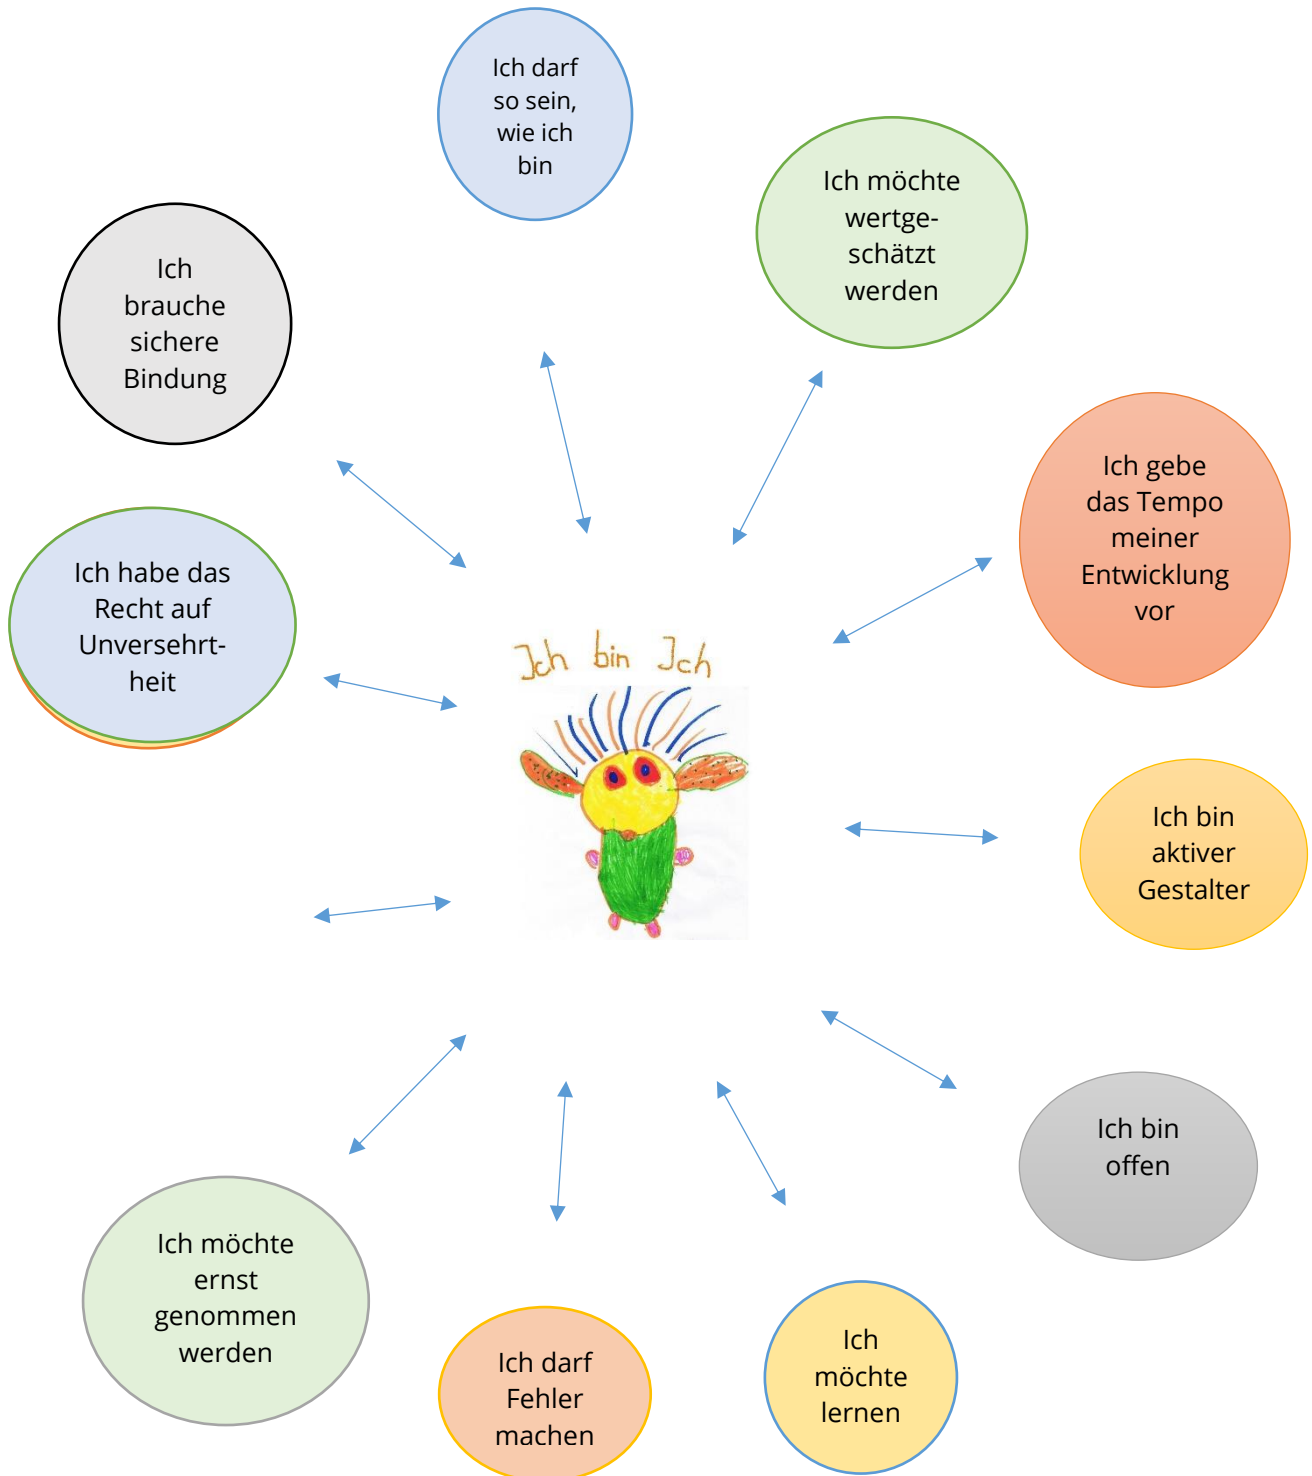 Ich darf
so sein,
wie ich
bin
Ich möchte
wertge-
schätzt
werden
Ich
brauche
sichere
Bindung
Ich gebe
das Tempo
meiner
Entwicklung
vor
Ich habe das
Recht auf
Unversehrt-
heit
Ich bin Ich
Ich bin
aktiver
Gestalter
Ich bin
offen
Ich möchte
ernst
genommen
werden
Ich darf
Fehler
machen
Ich
möchte
lernen